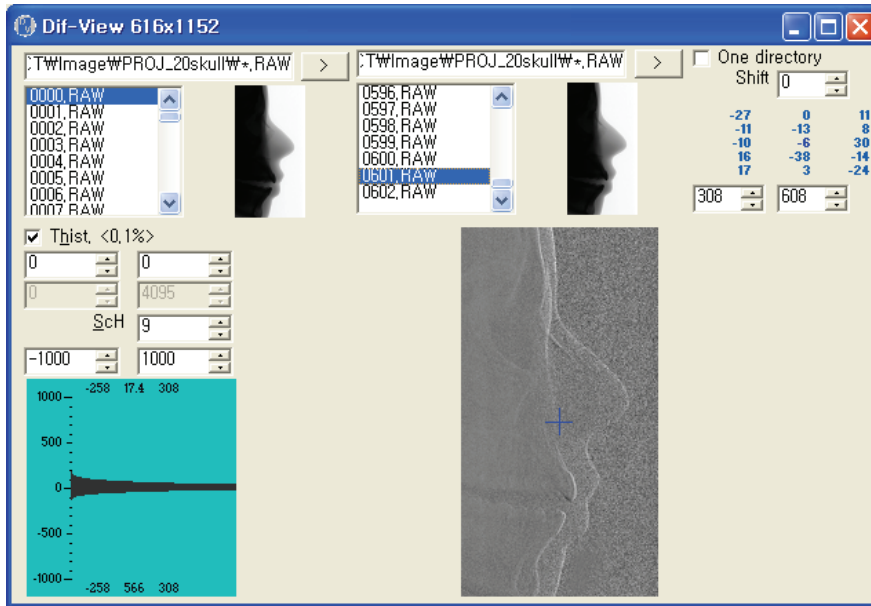 Dif-View 616x1152
:T₩Image₩PROJ_20skull₩*,RAW
>
:T₩Image₩PROJ_20skull₩*,RAW
>
One directory
Shift
0
0000,RAW
0001,RAW
0002,RAW
0003,RAW
0004,RAW
0005,RAW
0006,RAW
0007,RAW
0596,RAW
0597,RAW
0598,RAW
0599,RAW
0600,RAW
0601,RAW
0602,RAW
-27 0 11
-11 -13 8
-10 -6 30
16 -38 -14
17 3 -24
308
608
Thist, <0,1%>
0
0
0
4095
ScH
9
-1000
1000
-258 17.4 308
1000
500
0
-500
-1000
-258 566 308